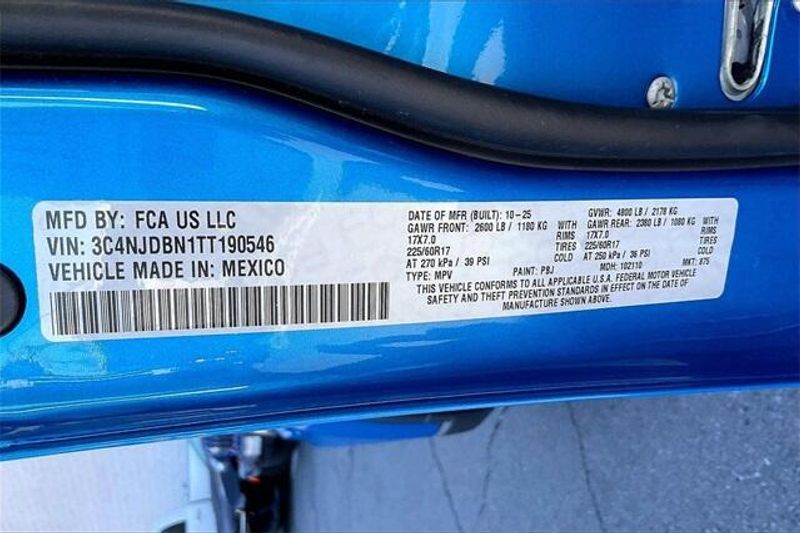 MFD BY: FCA US LLC
VIN: 3C4NJDBN1TT190546
VEHICLE MADE IN: MEXICO
DATE OF MFR (BUILT): 10-25 GVWR: 4800 LB / 2178 KG
GAWR FRONT: 2600 LB / 1180 KG WITH GAWR REAR: 2380 LB / 1080 KG WITH
17X7.0 RIMS 17X7.0 RIMS
225/60R17 TIRES 225/60R17 TIRES
AT 270 kPa / 39 PSI COLD AT 250 kPa / 36 PSI COLD
TYPE: MPV PAINT: PBJ MDH: 102110 MKT: 875
THIS VEHICLE CONFORMS TO ALL APPLICABLE U.S.A. FEDERAL MOTOR VEHICLE
SAFETY AND THEFT PREVENTION STANDARDS IN EFFECT ON THE DATE OF
MANUFACTURE SHOWN ABOVE.